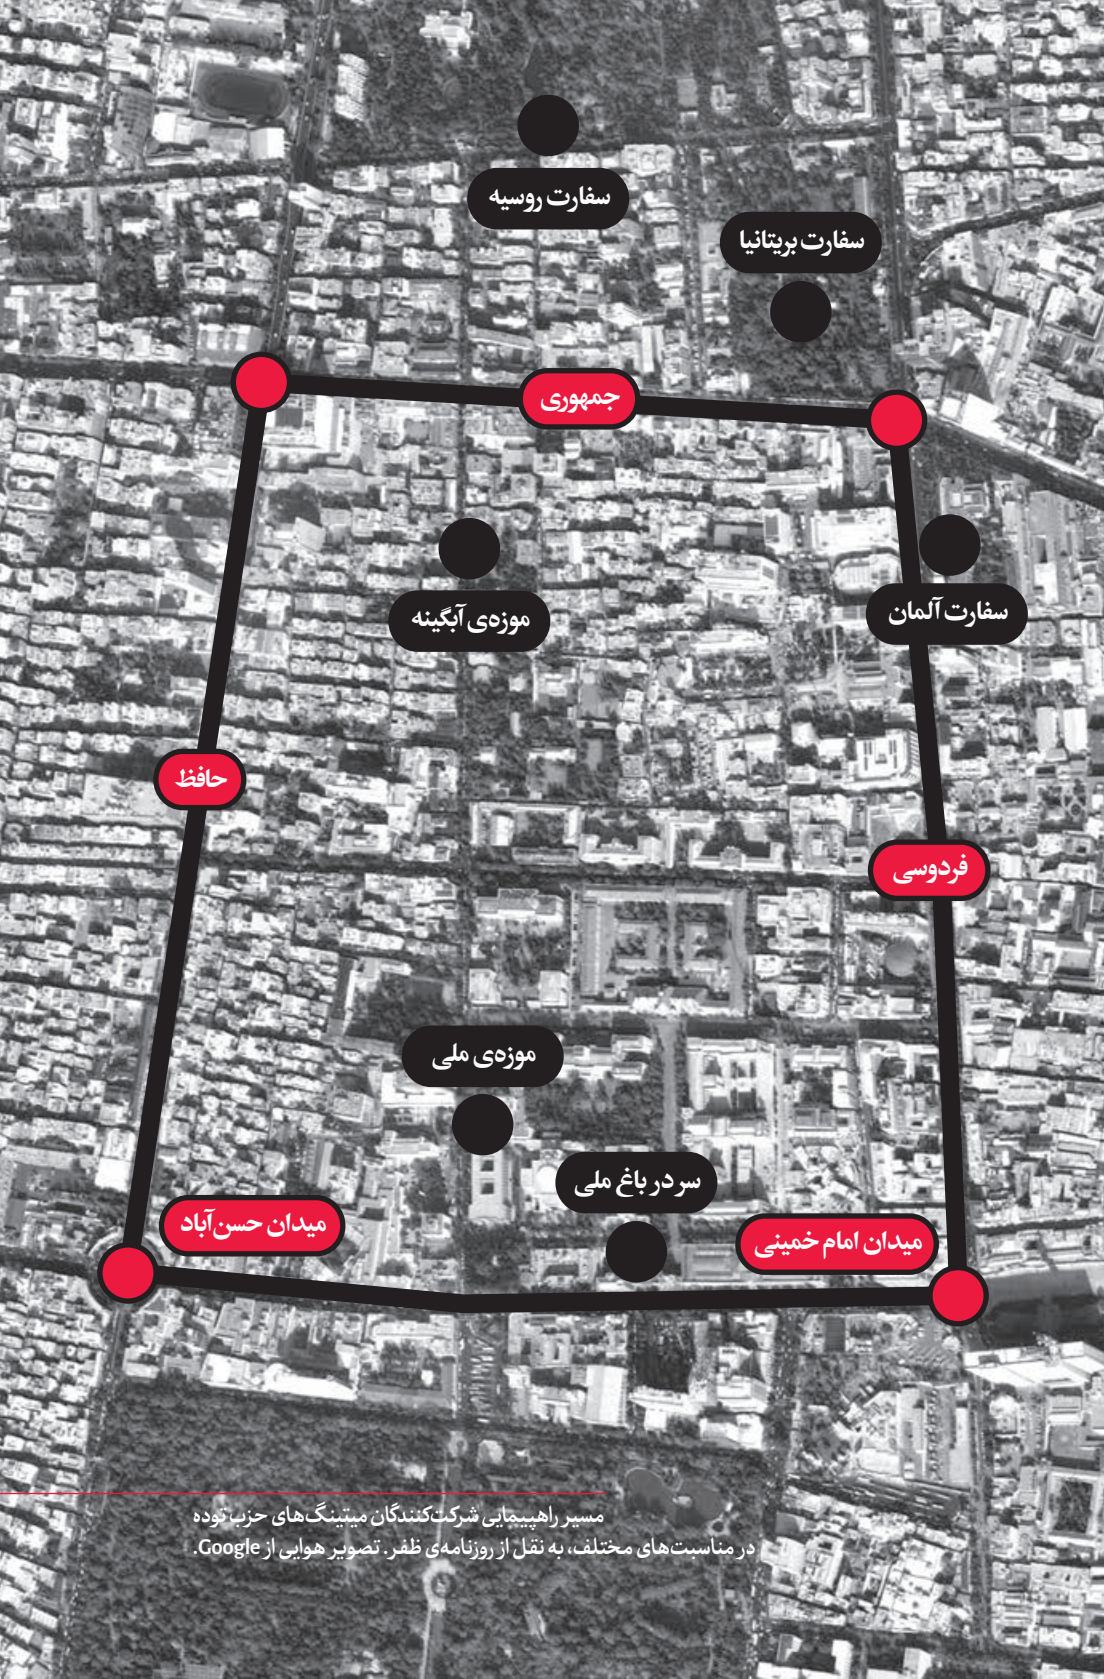 سفارت روسیه
سفارت بریتانیا
جمهوری
موزه‌ی آبگینه
سفارت آلمان
حافظ
فردوسی
موزه‌ی ملی
سردر باغ ملی
میدان حسن‌آباد
میدان امام خمینی
مسیر راهپیمایی شرکت‌کنندگان میتینگ‌های حزب توده
در مناسبت‌های مختلف، به نقل از روزنامه‌ی ظفر. تصویر هوایی از Google.